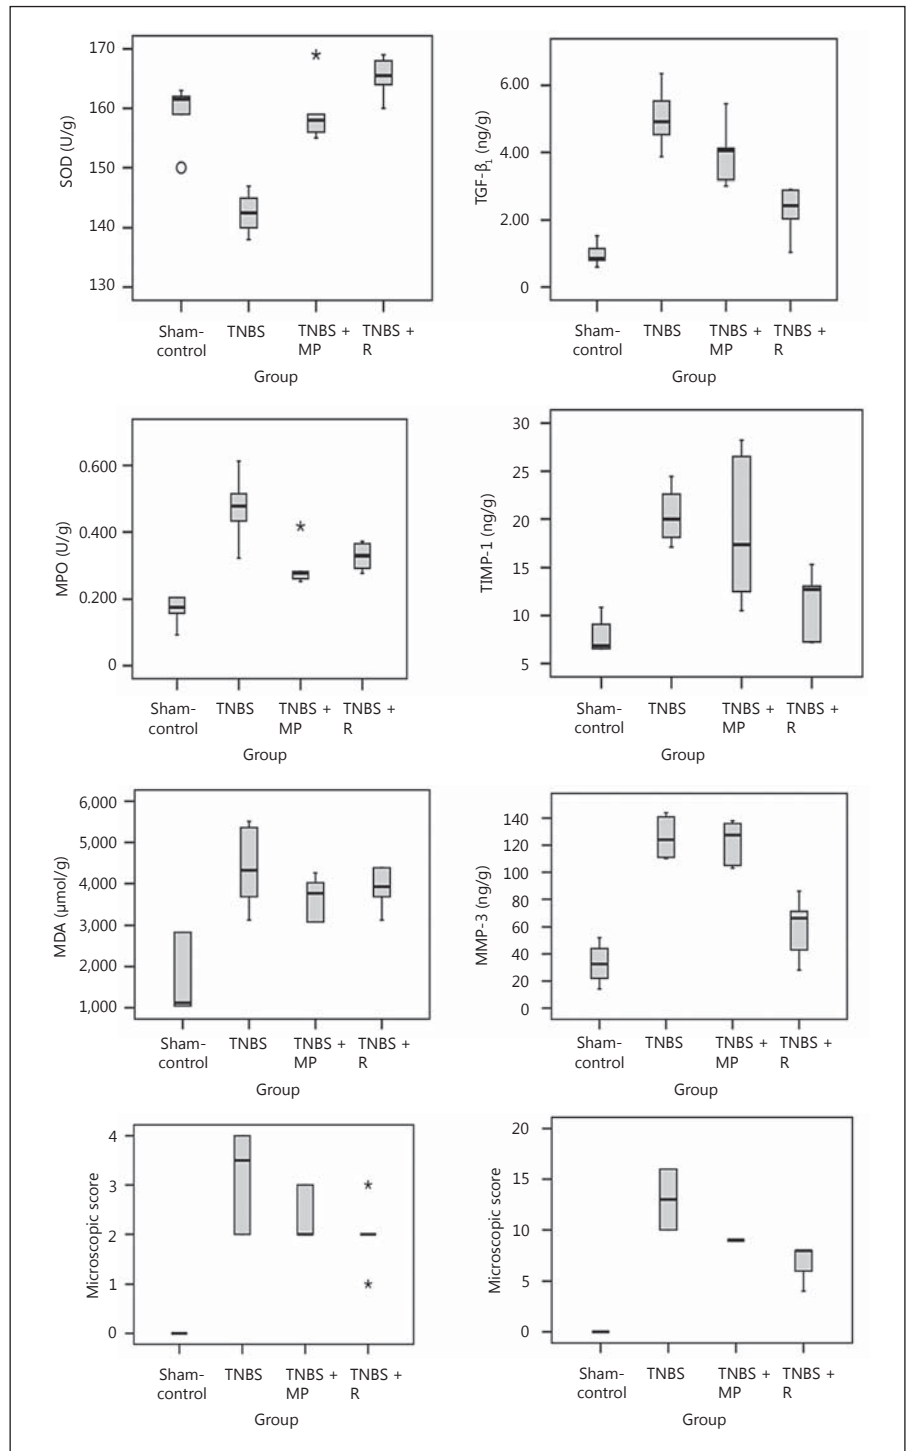 170
160
150
140
130
SOD (U/g)
Sham-
control
TNBS
TNBS +
MP
TNBS +
R
Group
6.00
4.00
2.00
0
TGF-β1 (ng/g)
Sham-
control
TNBS
TNBS +
MP
TNBS +
R
Group
0.600
0.400
0.200
0
MPO (U/g)
Sham-
control
TNBS
TNBS +
MP
TNBS +
R
Group
30
25
20
15
10
5
TIMP-1 (ng/g)
Sham-
control
TNBS
TNBS +
MP
TNBS +
R
Group
6,000
5,000
4,000
3,000
2,000
1,000
MDA (μmol/g)
Sham-
control
TNBS
TNBS +
MP
TNBS +
R
Group
140
120
100
80
60
40
20
0
MMP-3 (ng/g)
Sham-
control
TNBS
TNBS +
MP
TNBS +
R
Group
4
3
2
1
0
Microscopic score
Sham-
control
TNBS
TNBS +
MP
TNBS +
R
Group
20
15
10
5
0
Microscopic score
Sham-
control
TNBS
TNBS +
MP
TNBS +
R
Group